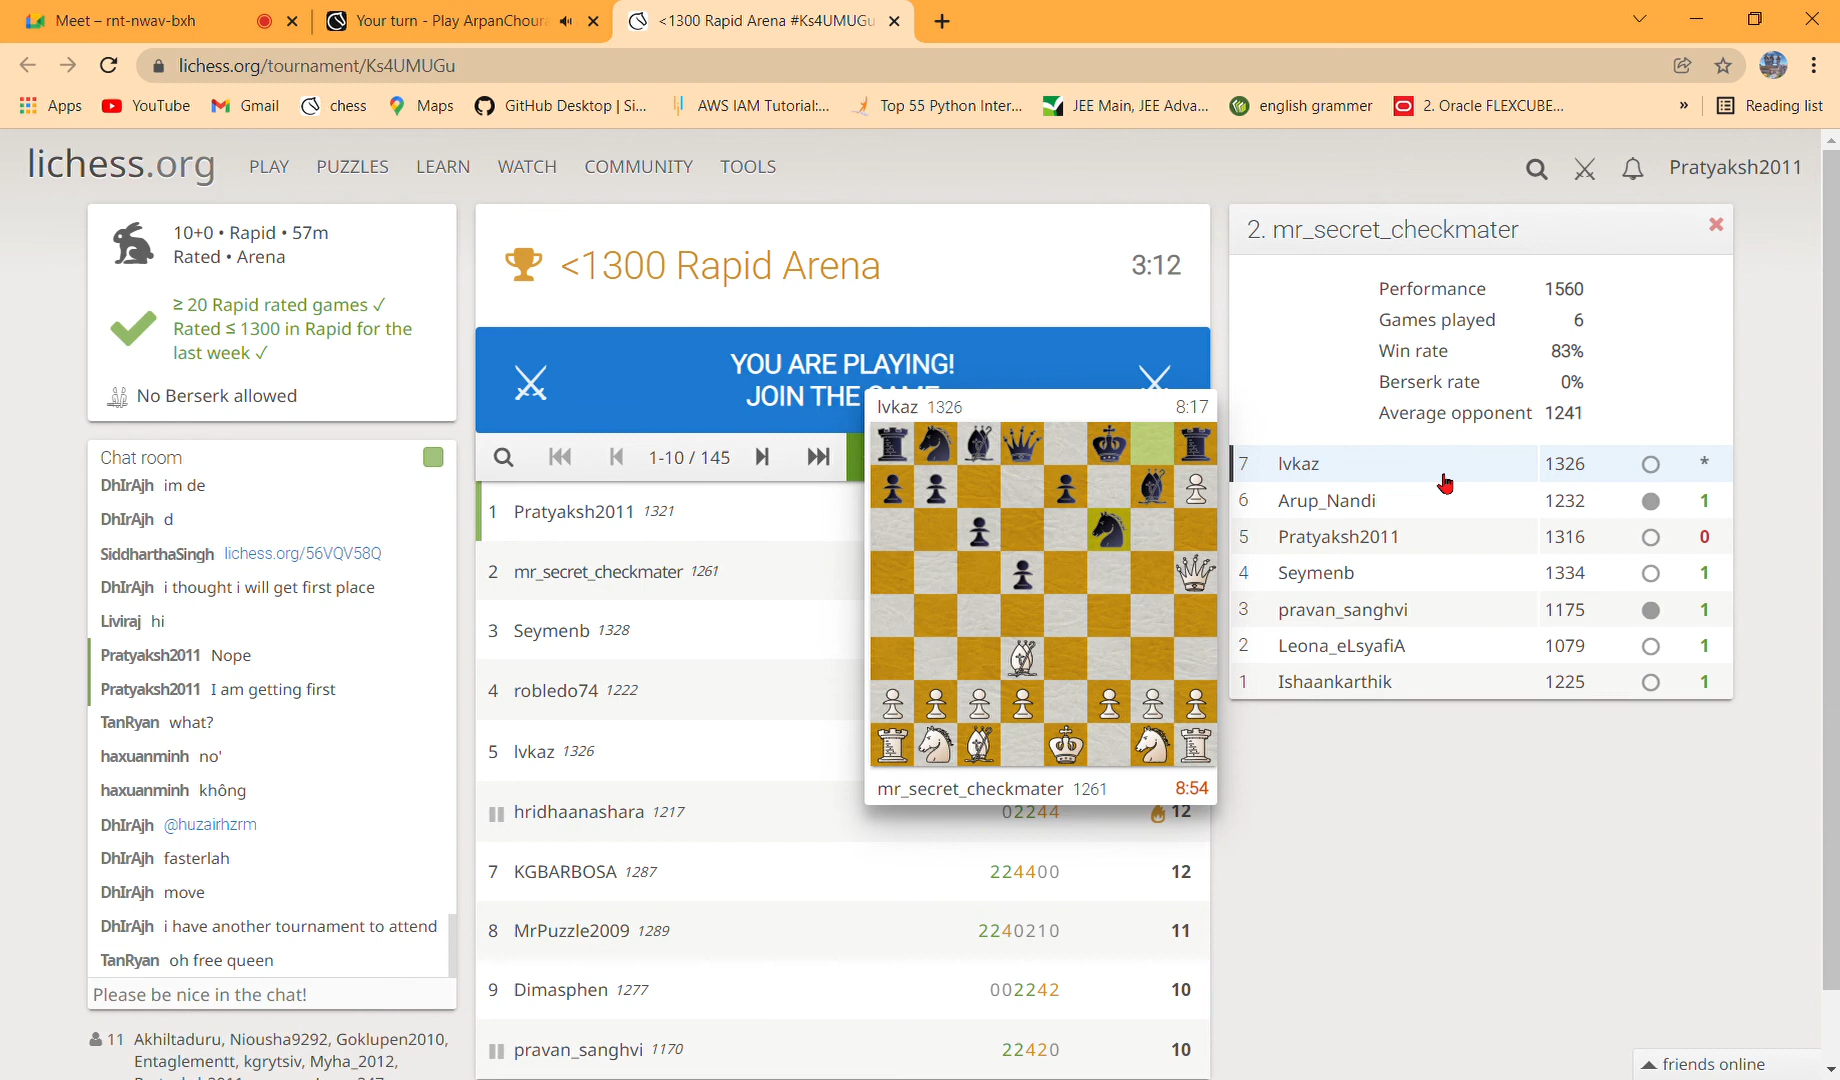 Meet – rnt-nwav-bxh
Your turn - Play ArpanChour
<1300 Rapid Arena #Ks4UMUGu
lichess.org/tournament/Ks4UMUGu
Apps
YouTube
Gmail
chess
Maps
GitHub Desktop | Si...
AWS IAM Tutorial:...
Top 55 Python Inter...
JEE Main, JEE Adva...
english grammer
2. Oracle FLEXCUBE...
»
Reading list
lichess.org
PLAY
PUZZLES
LEARN
WATCH
COMMUNITY
TOOLS
Pratyaksh2011
10+0 • Rapid • 57m
Rated • Arena
≥ 20 Rapid rated games ✓
Rated ≤ 1300 in Rapid for the
last week ✓
No Berserk allowed
Chat room
DhIrAjh im de
DhIrAjh d
SiddharthaSingh lichess.org/56VQV58Q
DhIrAjh i thought i will get first place
Liviraj hi
Pratyaksh2011 Nope
Pratyaksh2011 I am getting first
TanRyan what?
haxuanminh no'
haxuanminh không
DhIrAjh @huzairhzrm
DhIrAjh fasterlah
DhIrAjh move
DhIrAjh i have another tournament to attend
TanRyan oh free queen
Please be nice in the chat!
11 Akhiltaduru, Niousha9292, Goklupen2010,
Entaglementt, kgrytsiv, Myha_2012,
<1300 Rapid Arena
3:12
YOU ARE PLAYING!
JOIN THE
1-10 / 145
1 Pratyaksh2011 1321
2 mr_secret_checkmater 1261
3 Seymenb 1328
4 robledo74 1222
5 lvkaz 1326
hridhaanashara 1217 02244 12
7 KGBARBOSA 1287 224400 12
8 MrPuzzle2009 1289 2240210 11
9 Dimasphen 1277 002242 10
pravan_sanghvi 1170 22420 10
lvkaz 1326 8:17
mr_secret_checkmater 1261 8:54
2. mr_secret_checkmater
Performance 1560
Games played 6
Win rate 83%
Berserk rate 0%
Average opponent 1241
7 lvkaz 1326 *
6 Arup_Nandi 1232 1
5 Pratyaksh2011 1316 0
4 Seymenb 1334 1
3 pravan_sanghvi 1175 1
2 Leona_eLsyafiA 1079 1
1 Ishaankarthik 1225 1
friends online